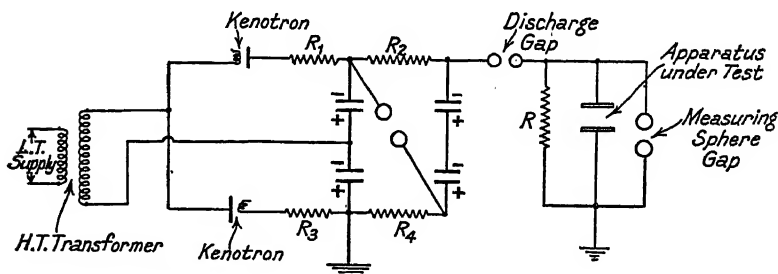 Kenotron
R1
R2
Discharge
Gap
Apparatus
under Test
L.T.
Supply
R
Measuring
Sphere
Gap
H.T. Transformer
Kenotron
R3
R4
− + + −
− + − +